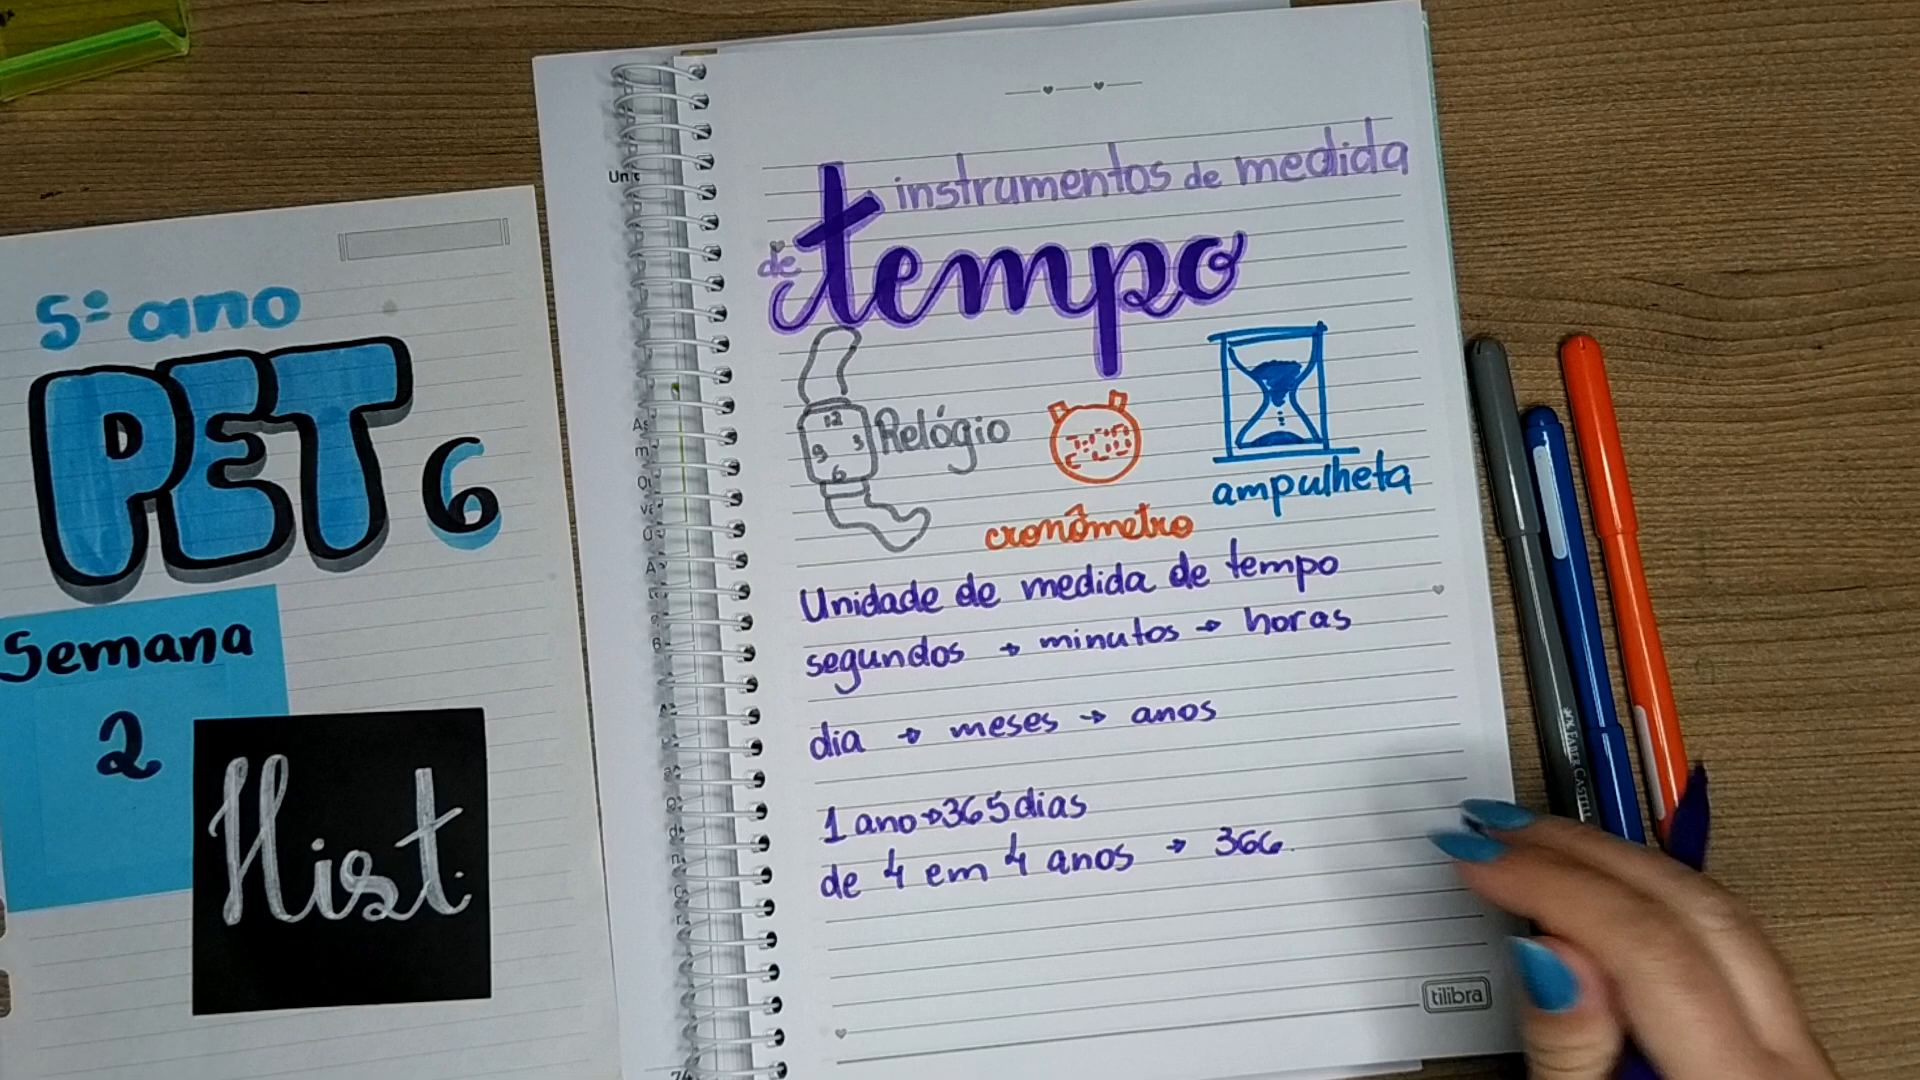 5º ano
PET 6
Semana
2
Hist.
instrumentos de medida
de tempo
12
9 3
6
Relógio
cronômetro
ampulheta
Unidade de medida de tempo
segundos → minutos → horas
dia → meses → anos
1 ano → 365 dias
de 4 em 4 anos → 366.
tilibra
FABER CASTELL